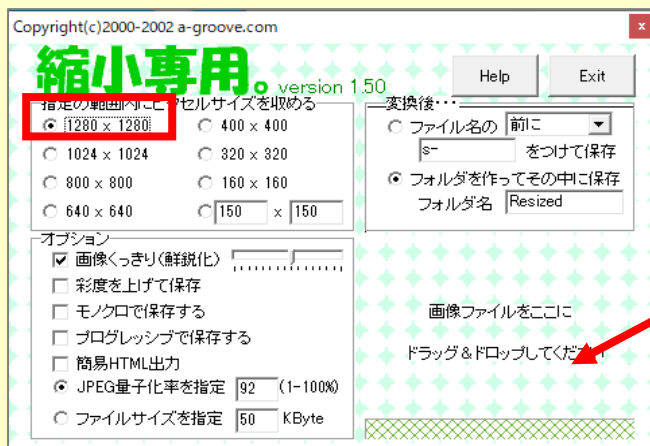 Copyright(c)2000-2002 a-groove.com
x
縮小専用。version 1.50
Help
Exit
指定の範囲内にピクセルサイズを収める
1280 x 1280
400 x 400
1024 x 1024
320 x 320
800 x 800
160 x 160
640 x 640
150 x 150
変換後・・・
ファイル名の 前に
s- をつけて保存
フォルダを作ってその中に保存
フォルダ名 Resized
オプション
画像くっきり(鮮鋭化)
彩度を上げて保存
モノクロで保存する
プログレッシブで保存する
簡易HTML出力
JPEG量子化率を指定 92 (1-100%)
ファイルサイズを指定 50 KByte
画像ファイルをここに
ドラッグ&ドロップしてくだ